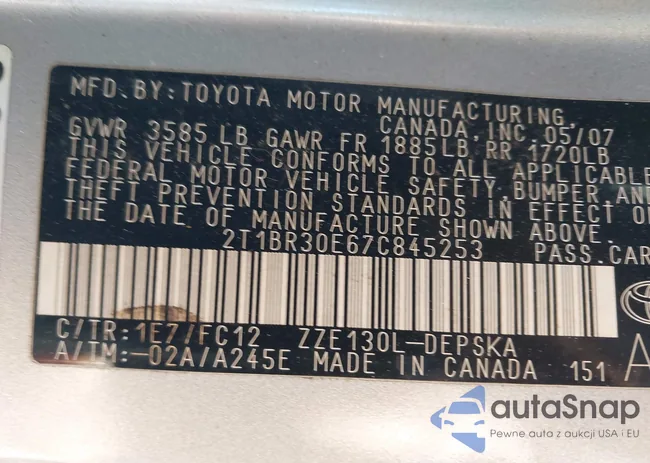 MFD. BY: TOYOTA MOTOR MANUFACTURING,
CANADA, INC. 05/07
GVWR 3585 LB GAWR FR 1885LB RR 1720LB
THIS VEHICLE CONFORMS TO ALL APPLICABLE
FEDERAL MOTOR VEHICLE SAFETY, BUMPER, AND
THEFT PREVENTION STANDARDS IN EFFECT ON
THE DATE OF MANUFACTURE SHOWN ABOVE.
2T1BR30E67C845253 PASS. CAR
C/TR: 1E7/FC12 ZZE130L-DEPSKA
A/TM: -02A/A245E MADE IN CANADA 151 A
autaSnap
Pewne auta z aukcji USA i EU